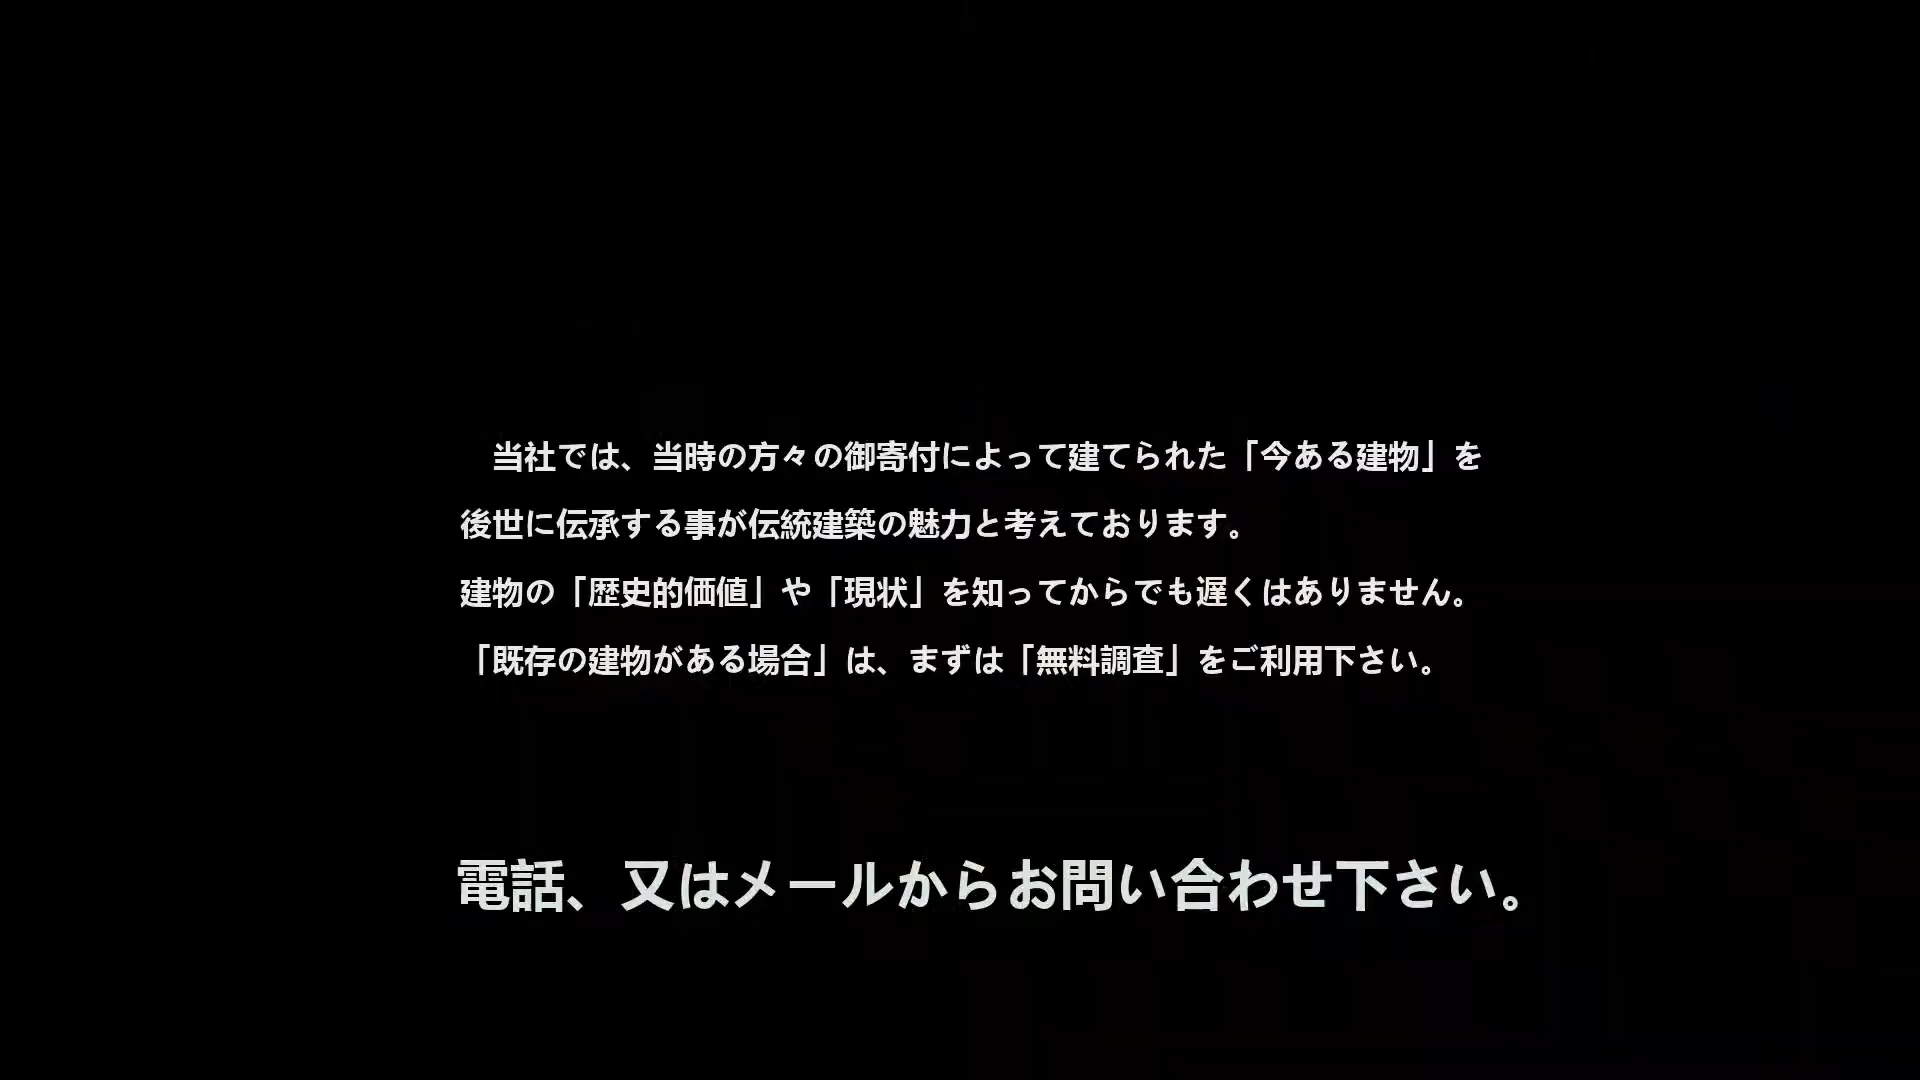 当社では、当時の方々の御寄付によって建てられた「今ある建物」を
後世に伝承する事が伝統建築の魅力と考えております。
建物の「歴史的価値」や「現状」を知ってからでも遅くはありません。
「既存の建物がある場合」は、まずは「無料調査」をご利用下さい。
電話、又はメールからお問い合わせ下さい。